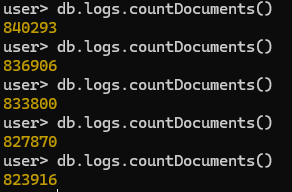 user> db.logs.countDocuments()
840293
user> db.logs.countDocuments()
836906
user> db.logs.countDocuments()
833800
user> db.logs.countDocuments()
827870
user> db.logs.countDocuments()
823916